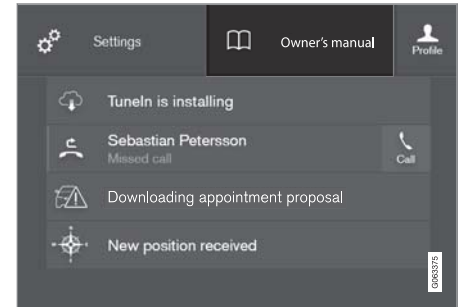 Settings
Owner's manual
Profile
TuneIn is installing
Sebastian Petersson
Missed call
Call
Downloading appointment proposal
New position received
G063375